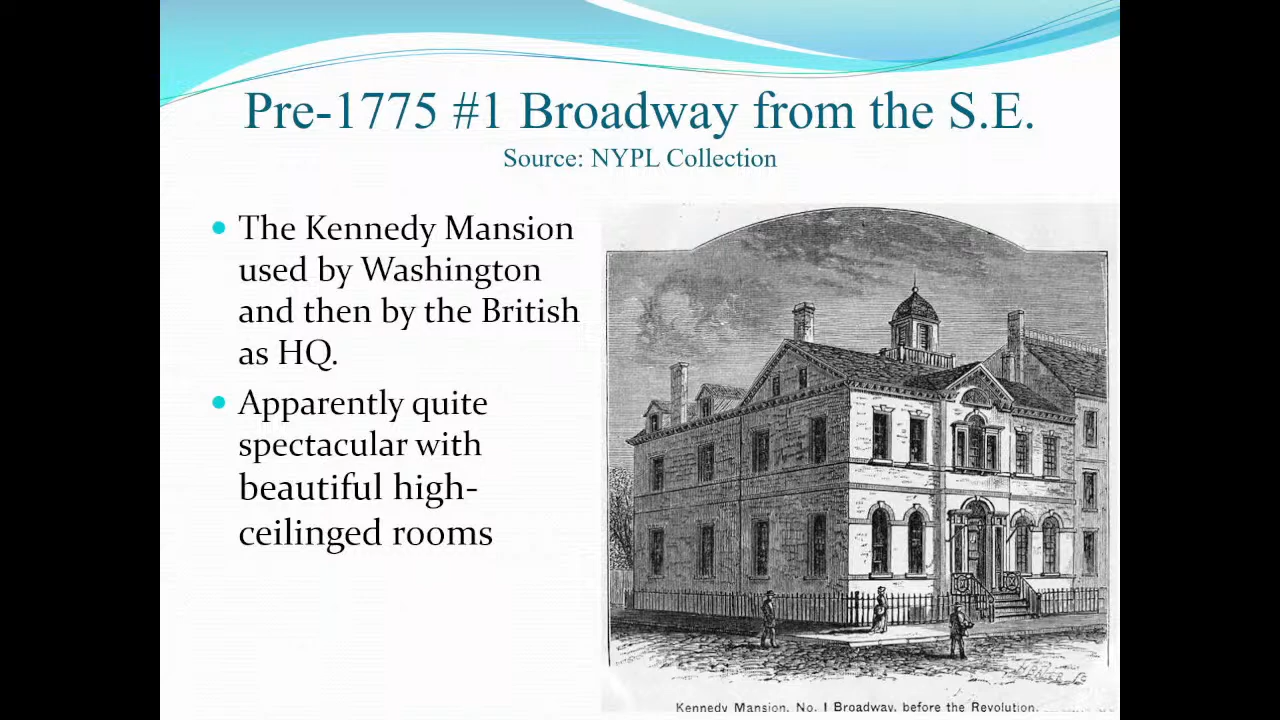 Pre-1775 #1 Broadway from the S.E.
Source: NYPL Collection
The Kennedy Mansion
used by Washington
and then by the British
as HQ.
Apparently quite
spectacular with
beautiful high-
ceilinged rooms
Kennedy Mansion, No. 1 Broadway, before the Revolution.